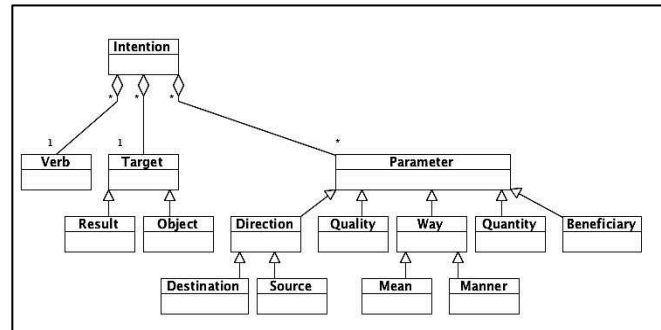 Intention
* * *
1 1 *
Verb Target Parameter
Result Object Direction Quality Way Quantity Beneficiary
Destination Source Mean Manner